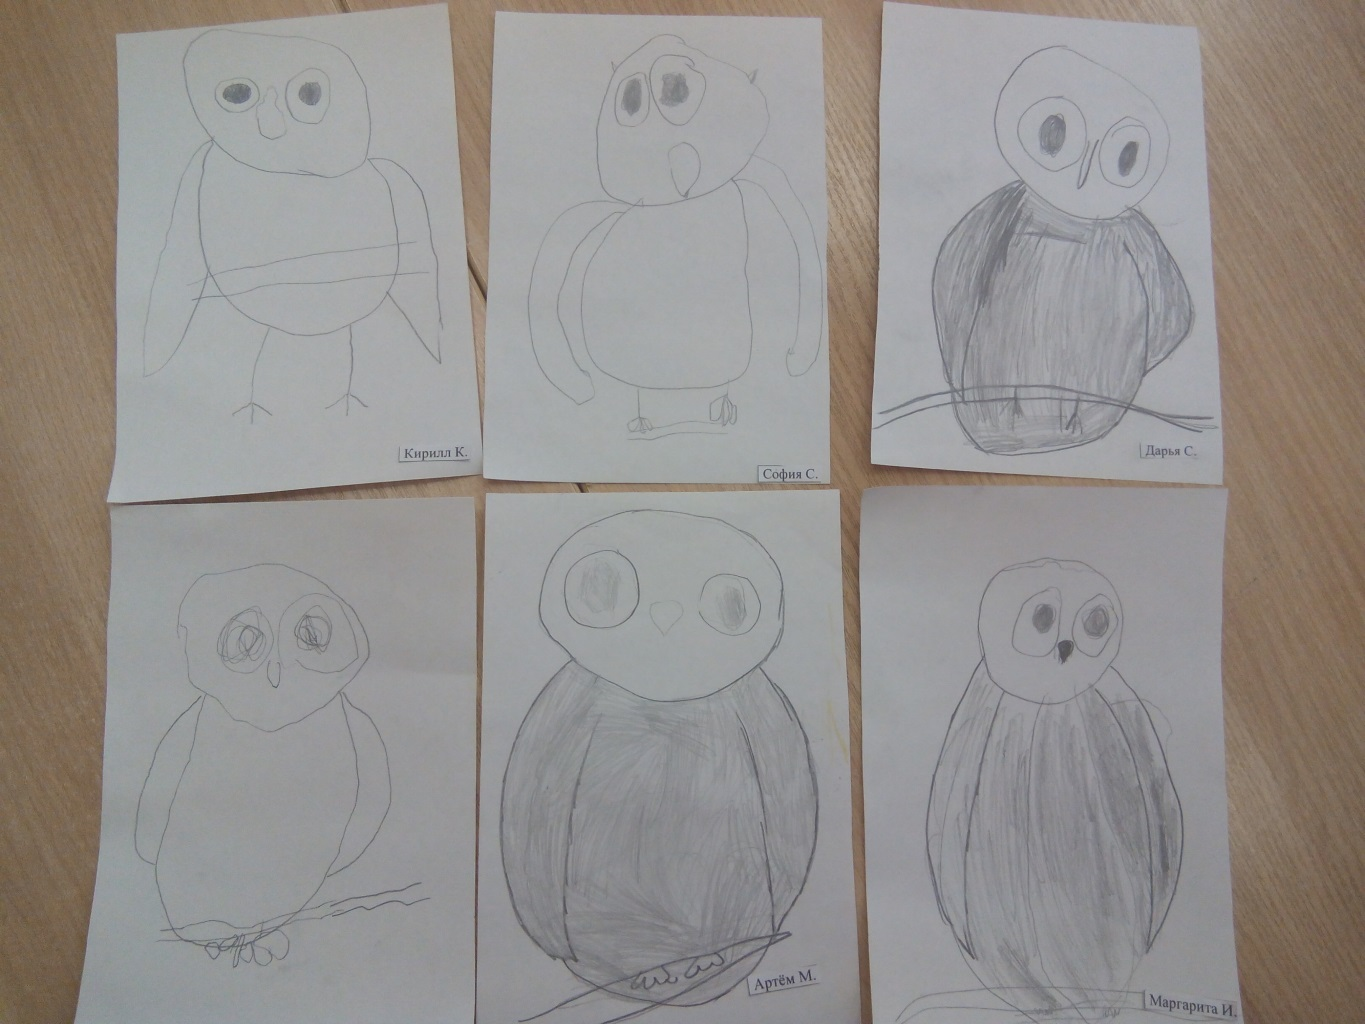 Кирилл К.
София С.
Дарья С.
Артём М.
Маргарита И.